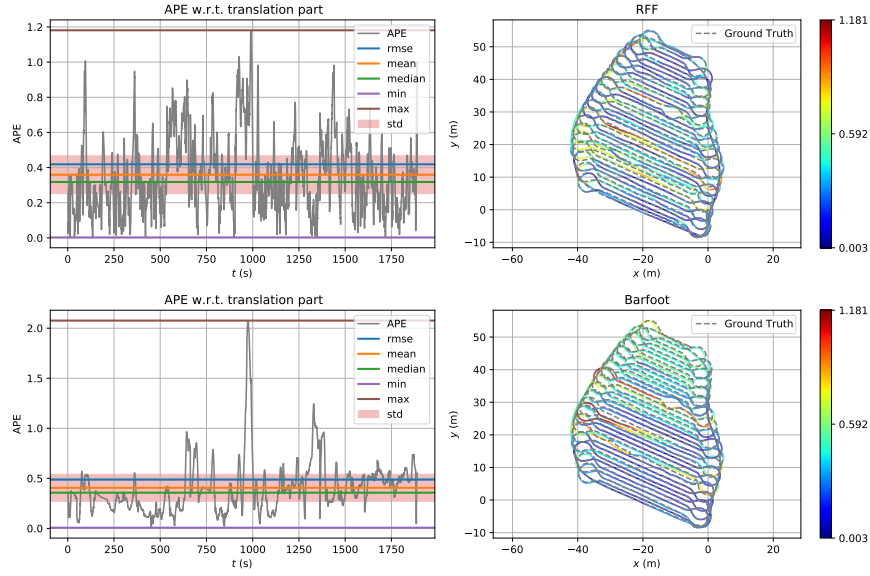 APE w.r.t. translation part
1.2
1.0
0.8
0.6
0.4
0.2
0.0
APE
0 250 500 750 1000 1250 1500 1750
t (s)
APE
rmse
mean
median
min
max
std
RFF
50
40
30
20
10
0
−10
y (m)
−60 −40 −20 0 20
x (m)
Ground Truth
1.181
0.592
0.003
APE w.r.t. translation part
2.0
1.5
1.0
0.5
0.0
APE
0 250 500 750 1000 1250 1500 1750
t (s)
APE
rmse
mean
median
min
max
std
Barfoot
50
40
30
20
10
0
−10
y (m)
−60 −40 −20 0 20
x (m)
Ground Truth
1.181
0.592
0.003